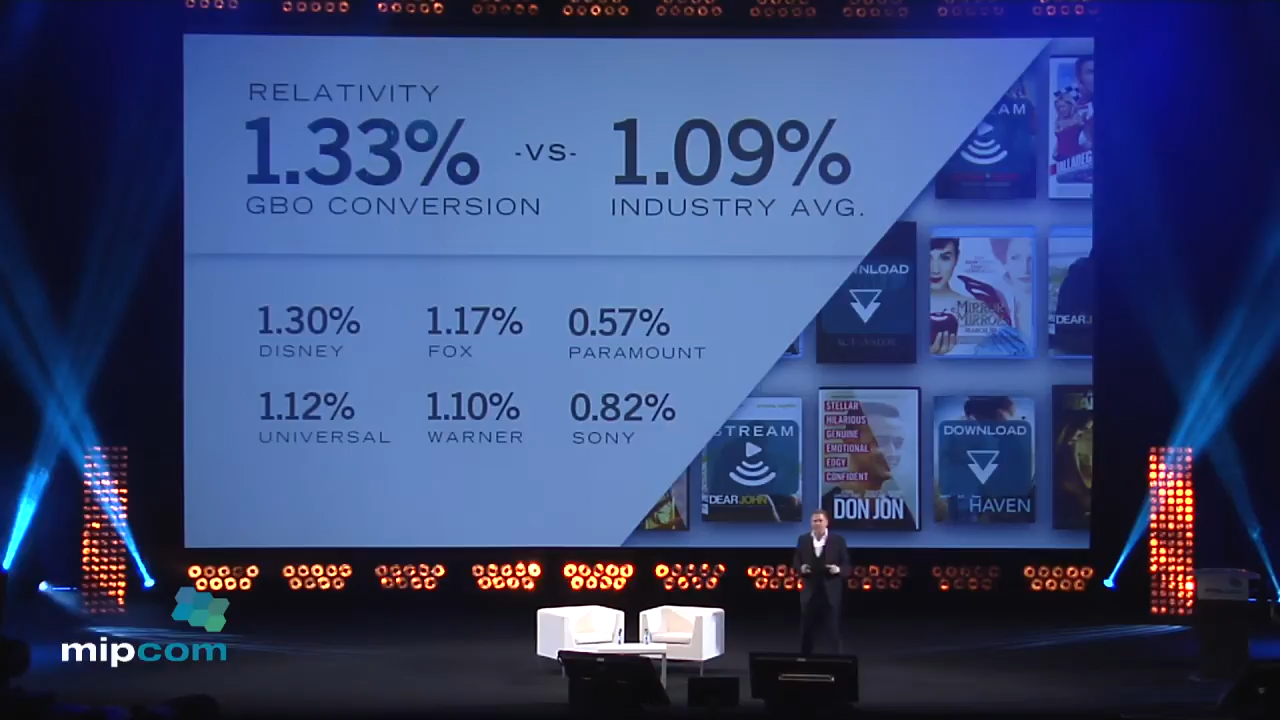 RELATIVITY
1.33%
GBO CONVERSION
-VS-
1.09%
INDUSTRY AVG.
1.30%
DISNEY
1.17%
FOX
0.57%
PARAMOUNT
1.12%
UNIVERSAL
1.10%
WARNER
0.82%
SONY
MIRROR
MIRROR
DEAR J
STREAM
DEAR JOHN
STELLAR
HILARIOUS
GENUINE
EMOTIONAL
EDGY
CONFIDENT
DON JON
DOWNLOAD
HAVEN
mipcom